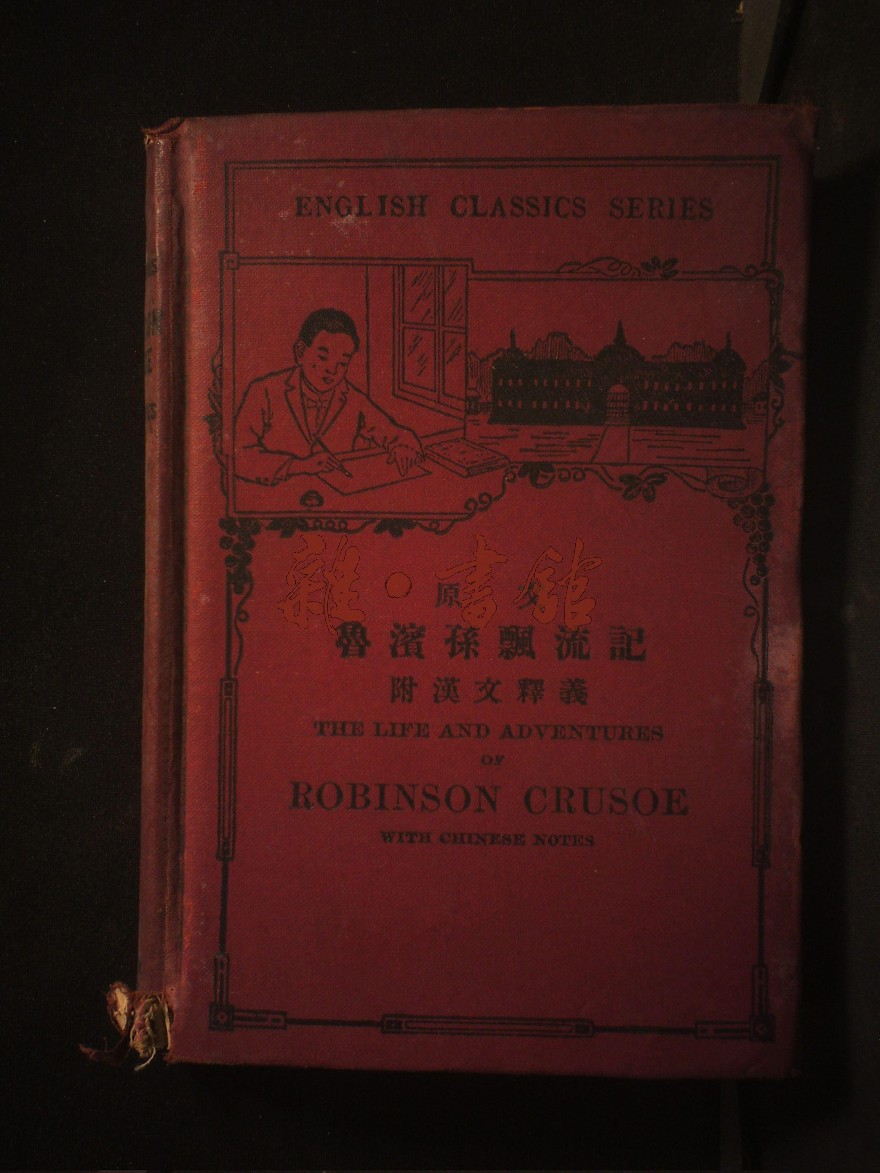 ENGLISH CLASSICS SERIES
原文
魯濱孫飄流記
附漢文釋義
THE LIFE AND ADVENTURES
OF
ROBINSON CRUSOE
WITH CHINESE NOTES
雜·書館